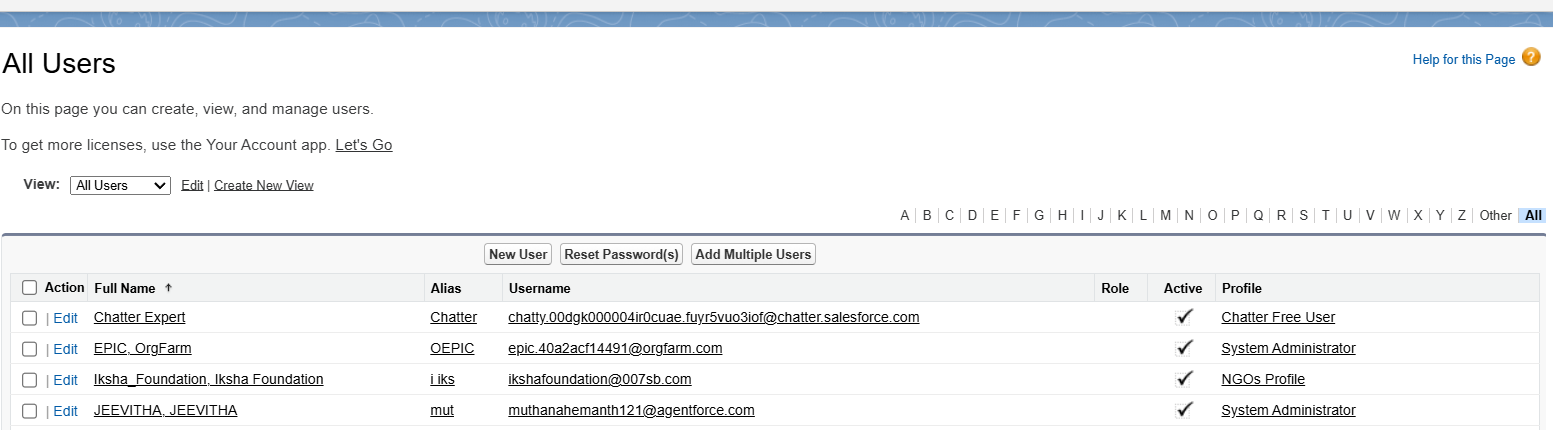 All Users
Help for this Page ?
On this page you can create, view, and manage users.
To get more licenses, use the Your Account app. Let's Go
View: All Users Edit | Create New View
A | B | C | D | E | F | G | H | I | J | K | L | M | N | O | P | Q | R | S | T | U | V | W | X | Y | Z | Other | All
New User Reset Password(s) Add Multiple Users
Action Full Name ↑ Alias Username Role Active Profile
| Edit Chatter Expert Chatter chatty.00dgk000004ir0cuae.fuyr5vuo3iof@chatter.salesforce.com Chatter Free User
| Edit EPIC, OrgFarm OEPIC epic.40a2acf14491@orgfarm.com System Administrator
| Edit Iksha_Foundation, Iksha Foundation i iks ikshafoundation@007sb.com NGOs Profile
| Edit JEEVITHA, JEEVITHA mut muthanahemanth121@agentforce.com System Administrator